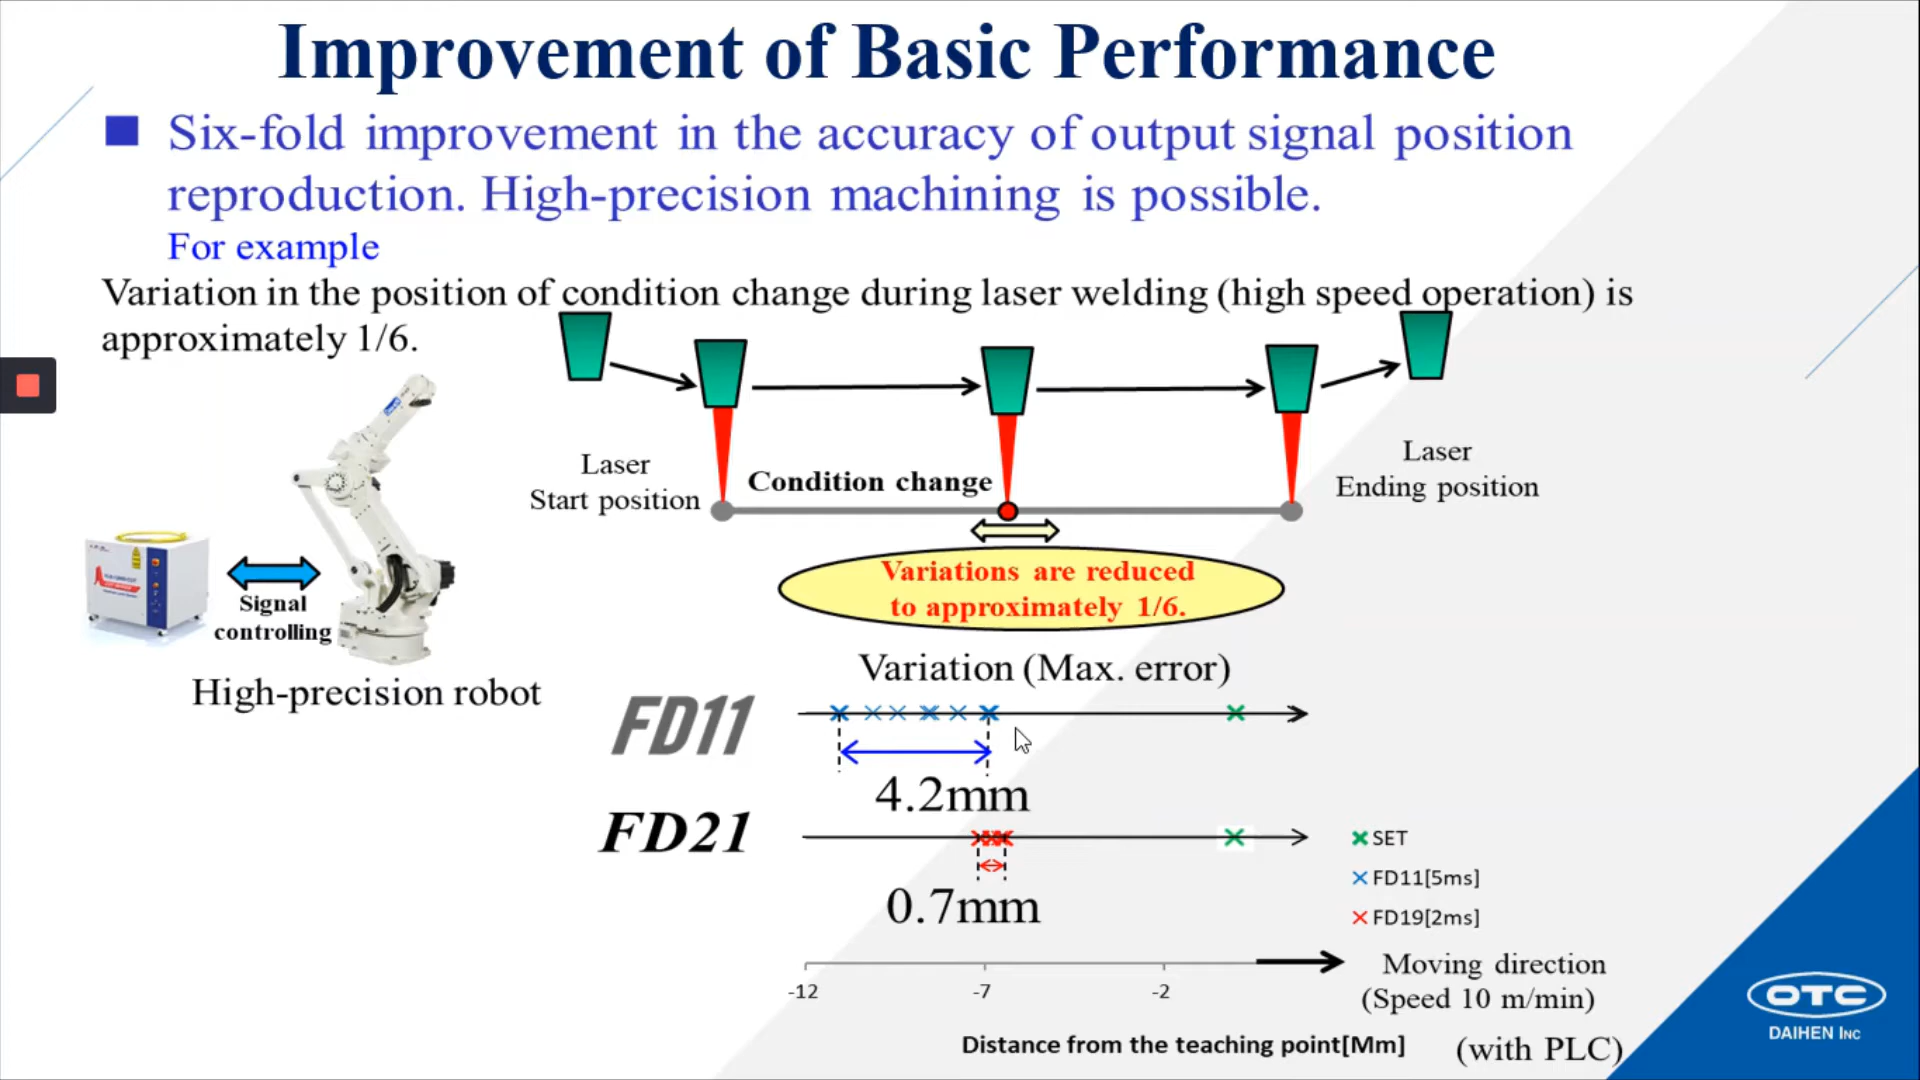 Improvement of Basic Performance
Six-fold improvement in the accuracy of output signal position
reproduction. High-precision machining is possible.
For example
Variation in the position of condition change during laser welding (high speed operation) is
approximately 1/6.
Laser
Start position
Condition change
Laser
Ending position
Variations are reduced
to approximately 1/6.
Signal
controlling
High-precision robot
Variation (Max. error)
FD11
4.2mm
FD21
0.7mm
SET
FD11[5ms]
FD19[2ms]
-12
-7
-2
Moving direction
(Speed 10 m/min)
Distance from the teaching point[Mm]
(with PLC)
OTC
DAIHEN INC